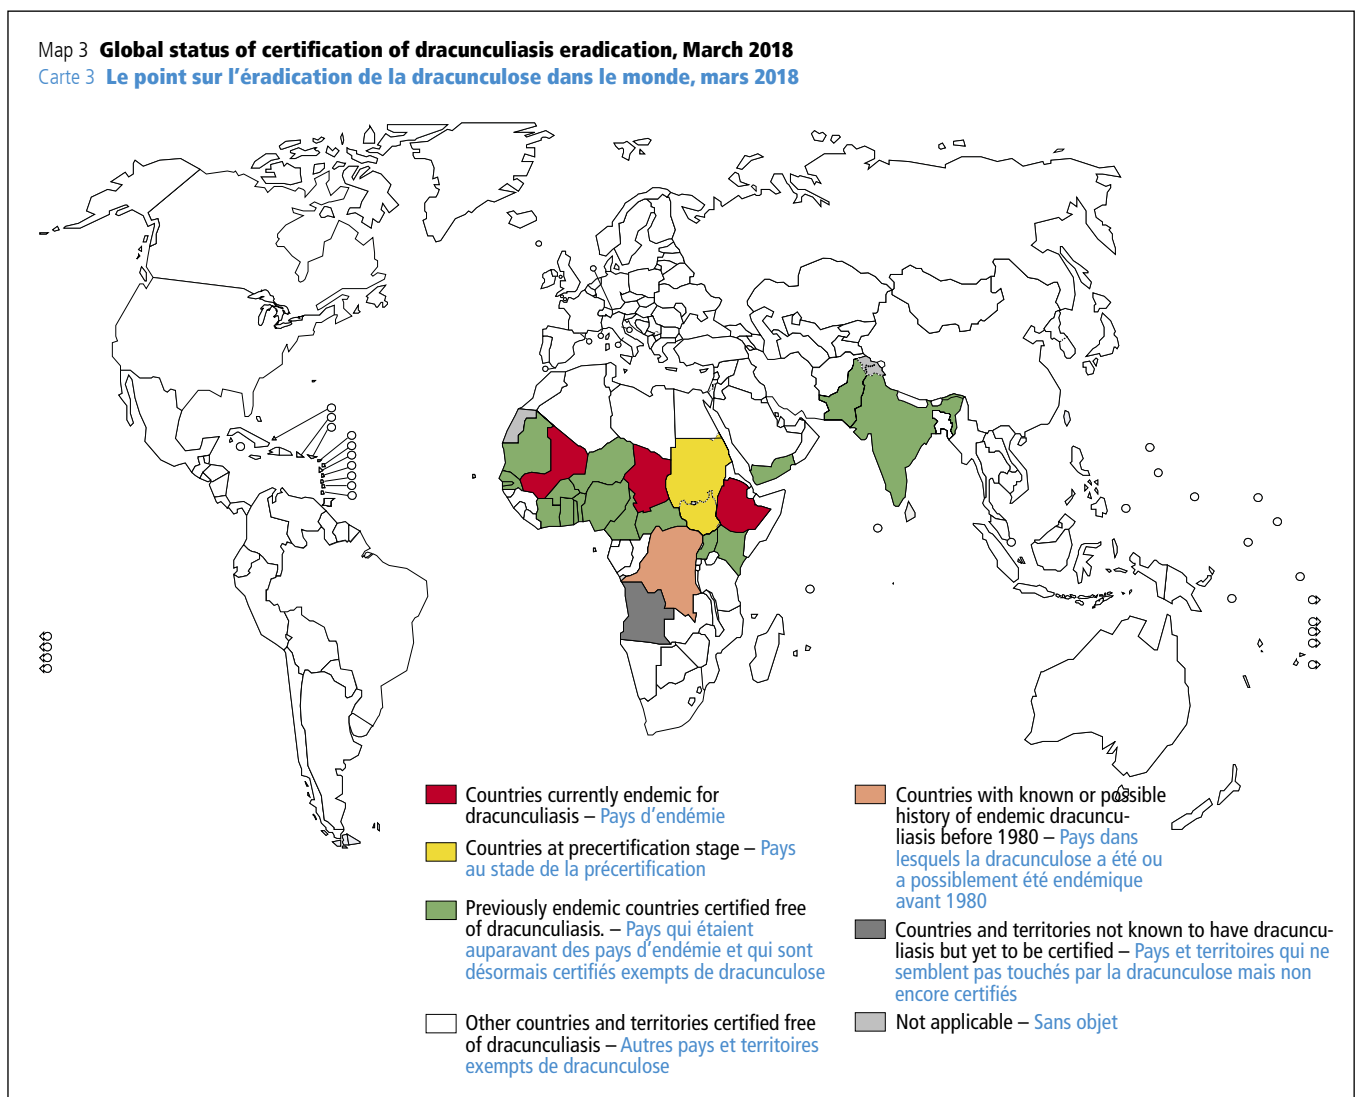 Map 3 Global status of certification of dracunculiasis eradication, March 2018
Carte 3 Le point sur l'éradication de la dracunculose dans le monde, mars 2018
Countries currently endemic for
dracunculiasis – Pays d'endémie
Countries at precertification stage – Pays
au stade de la précertification
Previously endemic countries certified free
of dracunculiasis. – Pays qui étaient
auparavant des pays d'endémie et qui sont
désormais certifiés exempts de dracunculose
Other countries and territories certified free
of dracunculiasis – Autres pays et territoires
exempts de dracunculose
Countries with known or possible
history of endemic dracuncu-
liasis before 1980 – Pays dans
lesquels la dracunculose a été ou
a possiblement été endémique
avant 1980
Countries and territories not known to have dracuncu-
liasis but yet to be certified – Pays et territoires qui ne
semblent pas touchés par la dracunculose mais non
encore certifiés
Not applicable – Sans objet